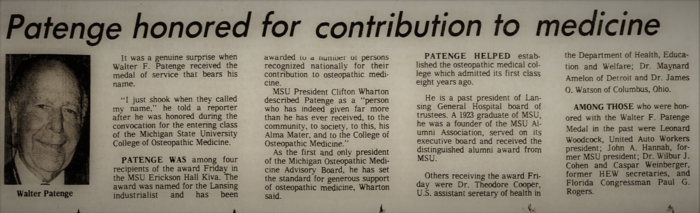 Patenge honored for contribution to medicine
It was a genuine surprise when
Walter F. Patenge received the
medal of service that bears his
name.
"I just shook when they called
my name," he told a reporter
after he was honored during the
convocation for the entering class
of the Michigan State University
College of Osteopathic Medicine.
PATENGE WAS among four
recipients of the award Friday in
the MSU Erickson Hall Kiva. The
award was named for the Lansing
industrialist and has been
Walter Patenge
awarded to a number of persons
recognized nationally for their
contribution to osteopathic medi-
cine.
MSU President Clifton Wharton
described Patenge as a "person
who has indeed given far more
than he has ever received, to the
community, to society, to this, his
Alma Mater, and to the College of
Osteopathic Medicine."
As the first and only president
of the Michigan Osteopathic Medi-
cine Advisory Board, he has set
the standard for generous support
of osteopathic medicine, Wharton
said.
PATENGE HELPED estab-
lished the osteopathic medical col-
lege which admitted its first class
eight years ago.
He is a past president of Lan-
sing General Hospital board of
trustees. A 1923 graduate of MSU,
he was a founder of the MSU Al-
umni Association, served on its
executive board and received the
distinguished alumni award from
MSU.
Others receiving the award Fri-
day were Dr. Theodore Cooper,
U.S. assistant secretary of health in
the Department of Health, Educa-
tion and Welfare; Dr. Maynard
Amelon of Detroit and Dr. James
O. Watson of Columbus, Ohio.
AMONG THOSE who were hon-
ored with the Walter F. Patenge
Medal in the past were Leonard
Woodcock, United Auto Workers
president; John A. Hannah, for-
mer MSU president; Dr. Wilbur J.
Cohen and Caspar Weinberger,
former HEW secretaries, and
Florida Congressman Paul G.
Rogers.